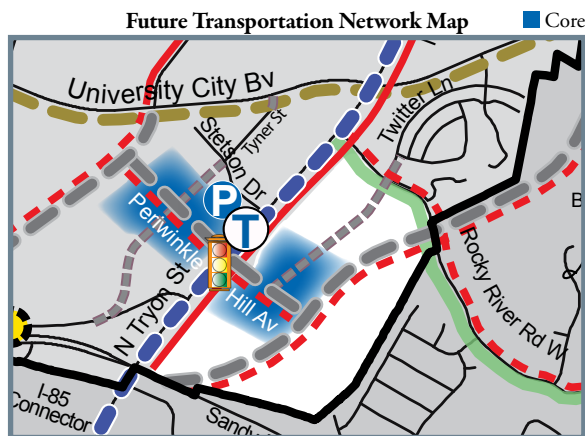 Future Transportation Network Map
Core
University City Bv
Tyner St
Stetson Dr
Twitter Ln
P
T
Periwinkle
Hill Av
N Tryon St
Rocky River Rd W
B
I-85
Connector
Sandy